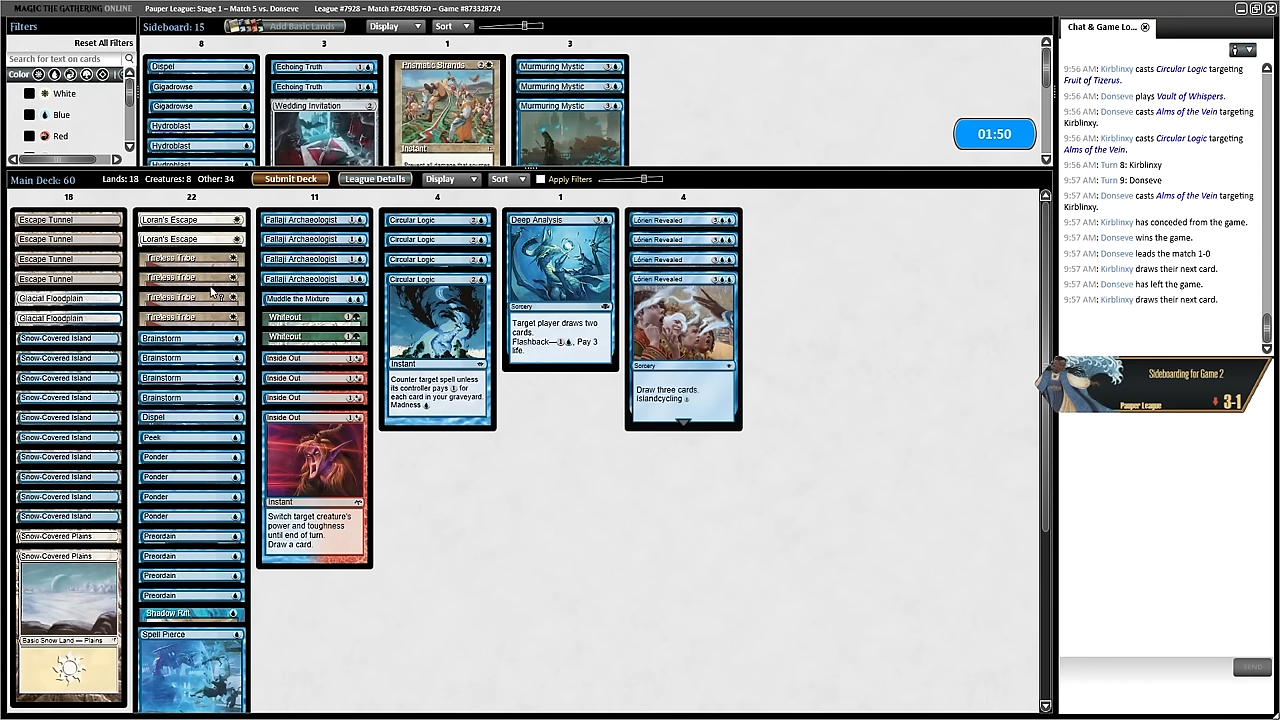 MAGIC THE GATHERING ONLINE
Pauper League: Stage 1 – Match 5 vs. Donseve
League #7928 – Match #267485760 – Game #873328724
Filters
Reset All Filters
Search for text on cards
Color
White
Blue
Red
Sideboard: 15
Add Basic Lands
Display
Sort
8
3
1
3
Dispel
Gigadrowse
Gigadrowse
Hydroblast
Hydroblast
Hydroblast
Echoing Truth
Echoing Truth
Wedding Invitation
Prismatic Strands
Instant
Prevent all damage that sources
Murmuring Mystic
Murmuring Mystic
Murmuring Mystic
01:50
Main Deck: 60
Lands: 18 Creatures: 8 Other: 34
Submit Deck
League Details
Display
Sort
Apply Filters
18
22
11
4
1
4
Escape Tunnel
Escape Tunnel
Escape Tunnel
Escape Tunnel
Glacial Floodplain
Glacial Floodplain
Snow-Covered Island
Snow-Covered Island
Snow-Covered Island
Snow-Covered Island
Snow-Covered Island
Snow-Covered Island
Snow-Covered Island
Snow-Covered Island
Snow-Covered Island
Snow-Covered Island
Snow-Covered Plains
Snow-Covered Plains
Basic Snow Land — Plains
Loran's Escape
Loran's Escape
Tireless Tribe
Tireless Tribe
Tireless Tribe
Tireless Tribe
Brainstorm
Brainstorm
Brainstorm
Brainstorm
Dispel
Peek
Ponder
Ponder
Ponder
Ponder
Preordain
Preordain
Preordain
Preordain
Shadow Rift
Spell Pierce
Fallaji Archaeologist
Fallaji Archaeologist
Fallaji Archaeologist
Fallaji Archaeologist
Muddle the Mixture
Whiteout
Whiteout
Inside Out
Inside Out
Inside Out
Inside Out
Instant
Switch target creature's
power and toughness
until end of turn.
Draw a card.
Circular Logic
Circular Logic
Circular Logic
Circular Logic
Instant
Counter target spell unless
its controller pays 1 for
each card in your graveyard.
Madness
Deep Analysis
Sorcery
Target player draws two
cards.
Flashback—1, Pay 3
life.
Lórien Revealed
Lórien Revealed
Lórien Revealed
Lórien Revealed
Sorcery
Draw three cards.
Islandcycling 1
Chat & Game Lo...
9:56 AM: Kirblinxy casts Circular Logic targeting
Fruit of Tizerus.
9:56 AM: Donseve plays Vault of Whispers.
9:56 AM: Donseve casts Alms of the Vein targeting
Kirblinxy.
9:56 AM: Kirblinxy casts Circular Logic targeting
Alms of the Vein.
9:57 AM: Turn 8: Kirblinxy
9:57 AM: Turn 9: Donseve
9:57 AM: Donseve casts Alms of the Vein targeting
Kirblinxy.
9:57 AM: Kirblinxy has conceded from the game.
9:57 AM: Donseve wins the game.
9:57 AM: Donseve leads the match 1-0
9:57 AM: Kirblinxy draws their next card.
9:57 AM: Donseve has left the game.
9:57 AM: Kirblinxy draws their next card.
Sideboarding for Game 2
Pauper League
3-1
SEND